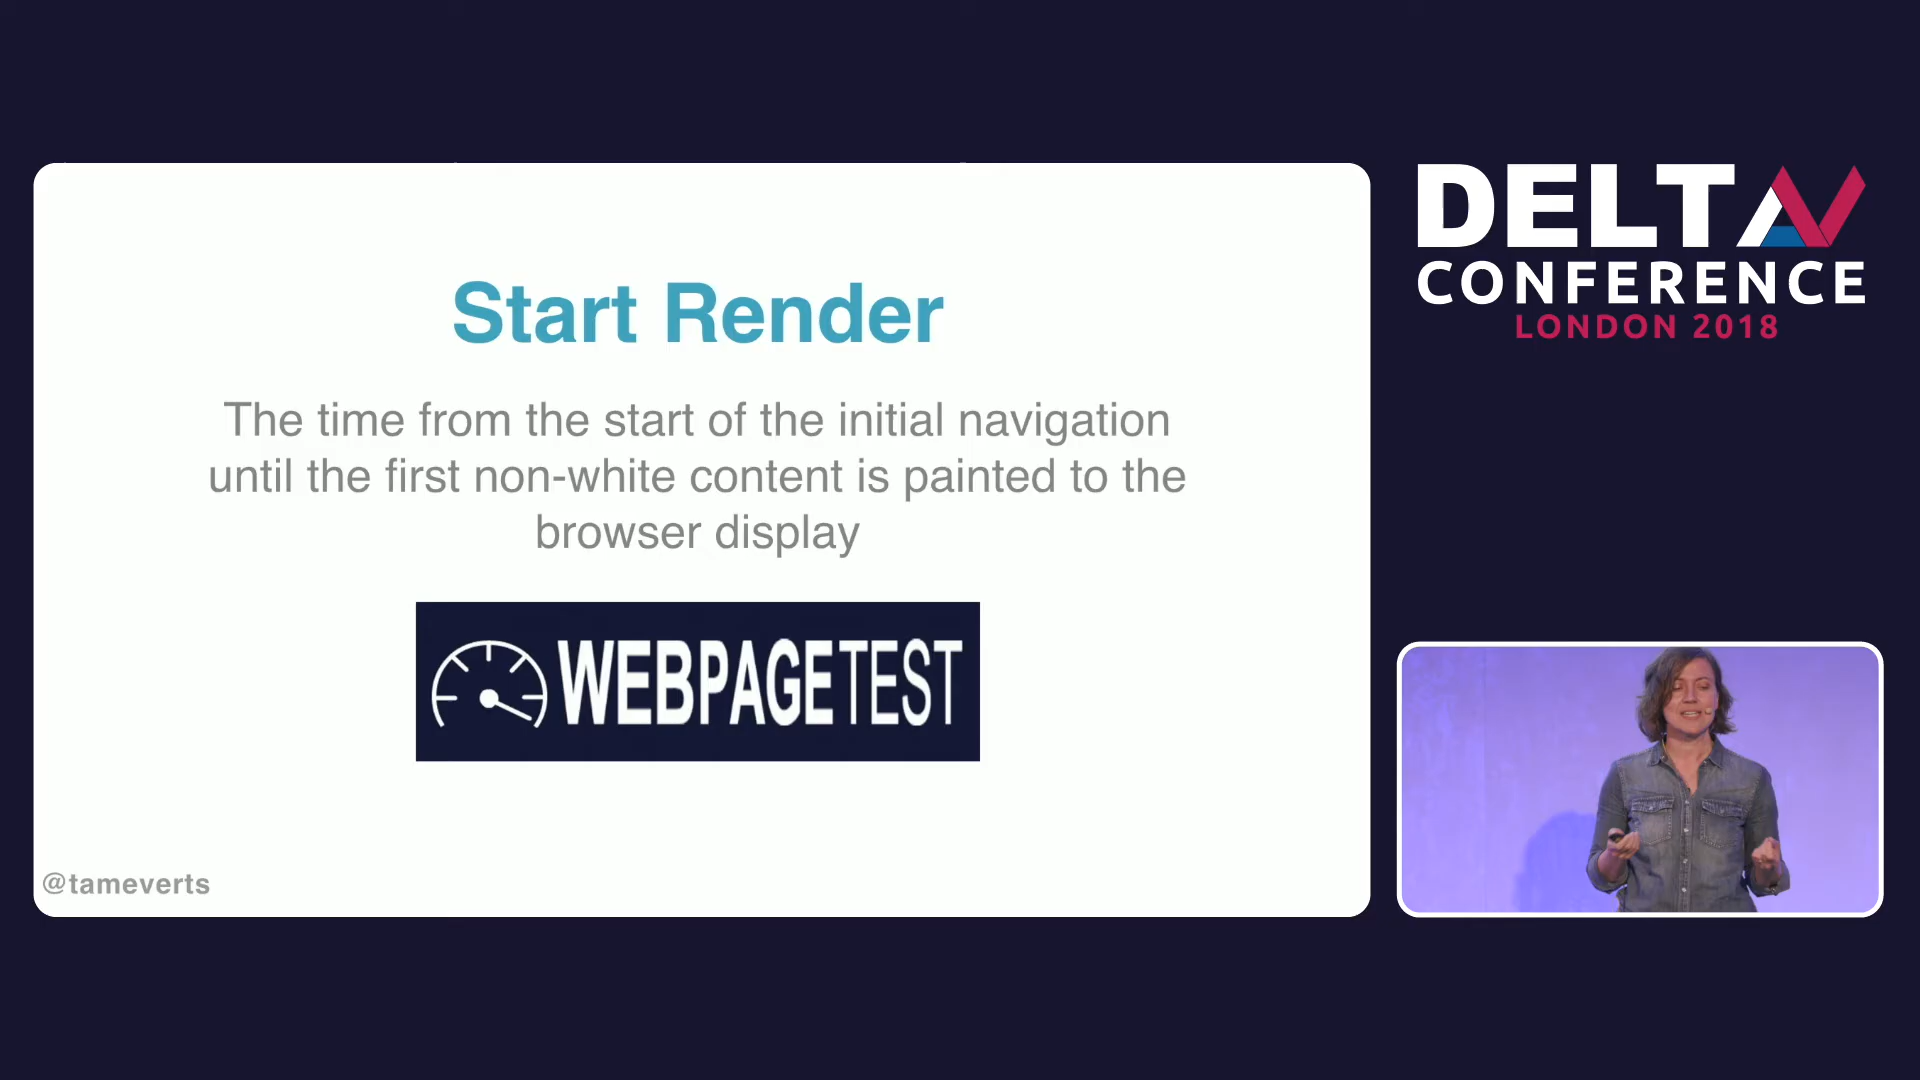 Start Render
The time from the start of the initial navigation
until the first non-white content is painted to the
browser display
WEBPAGETEST
@tameverts
DELTA V
CONFERENCE
LONDON 2018